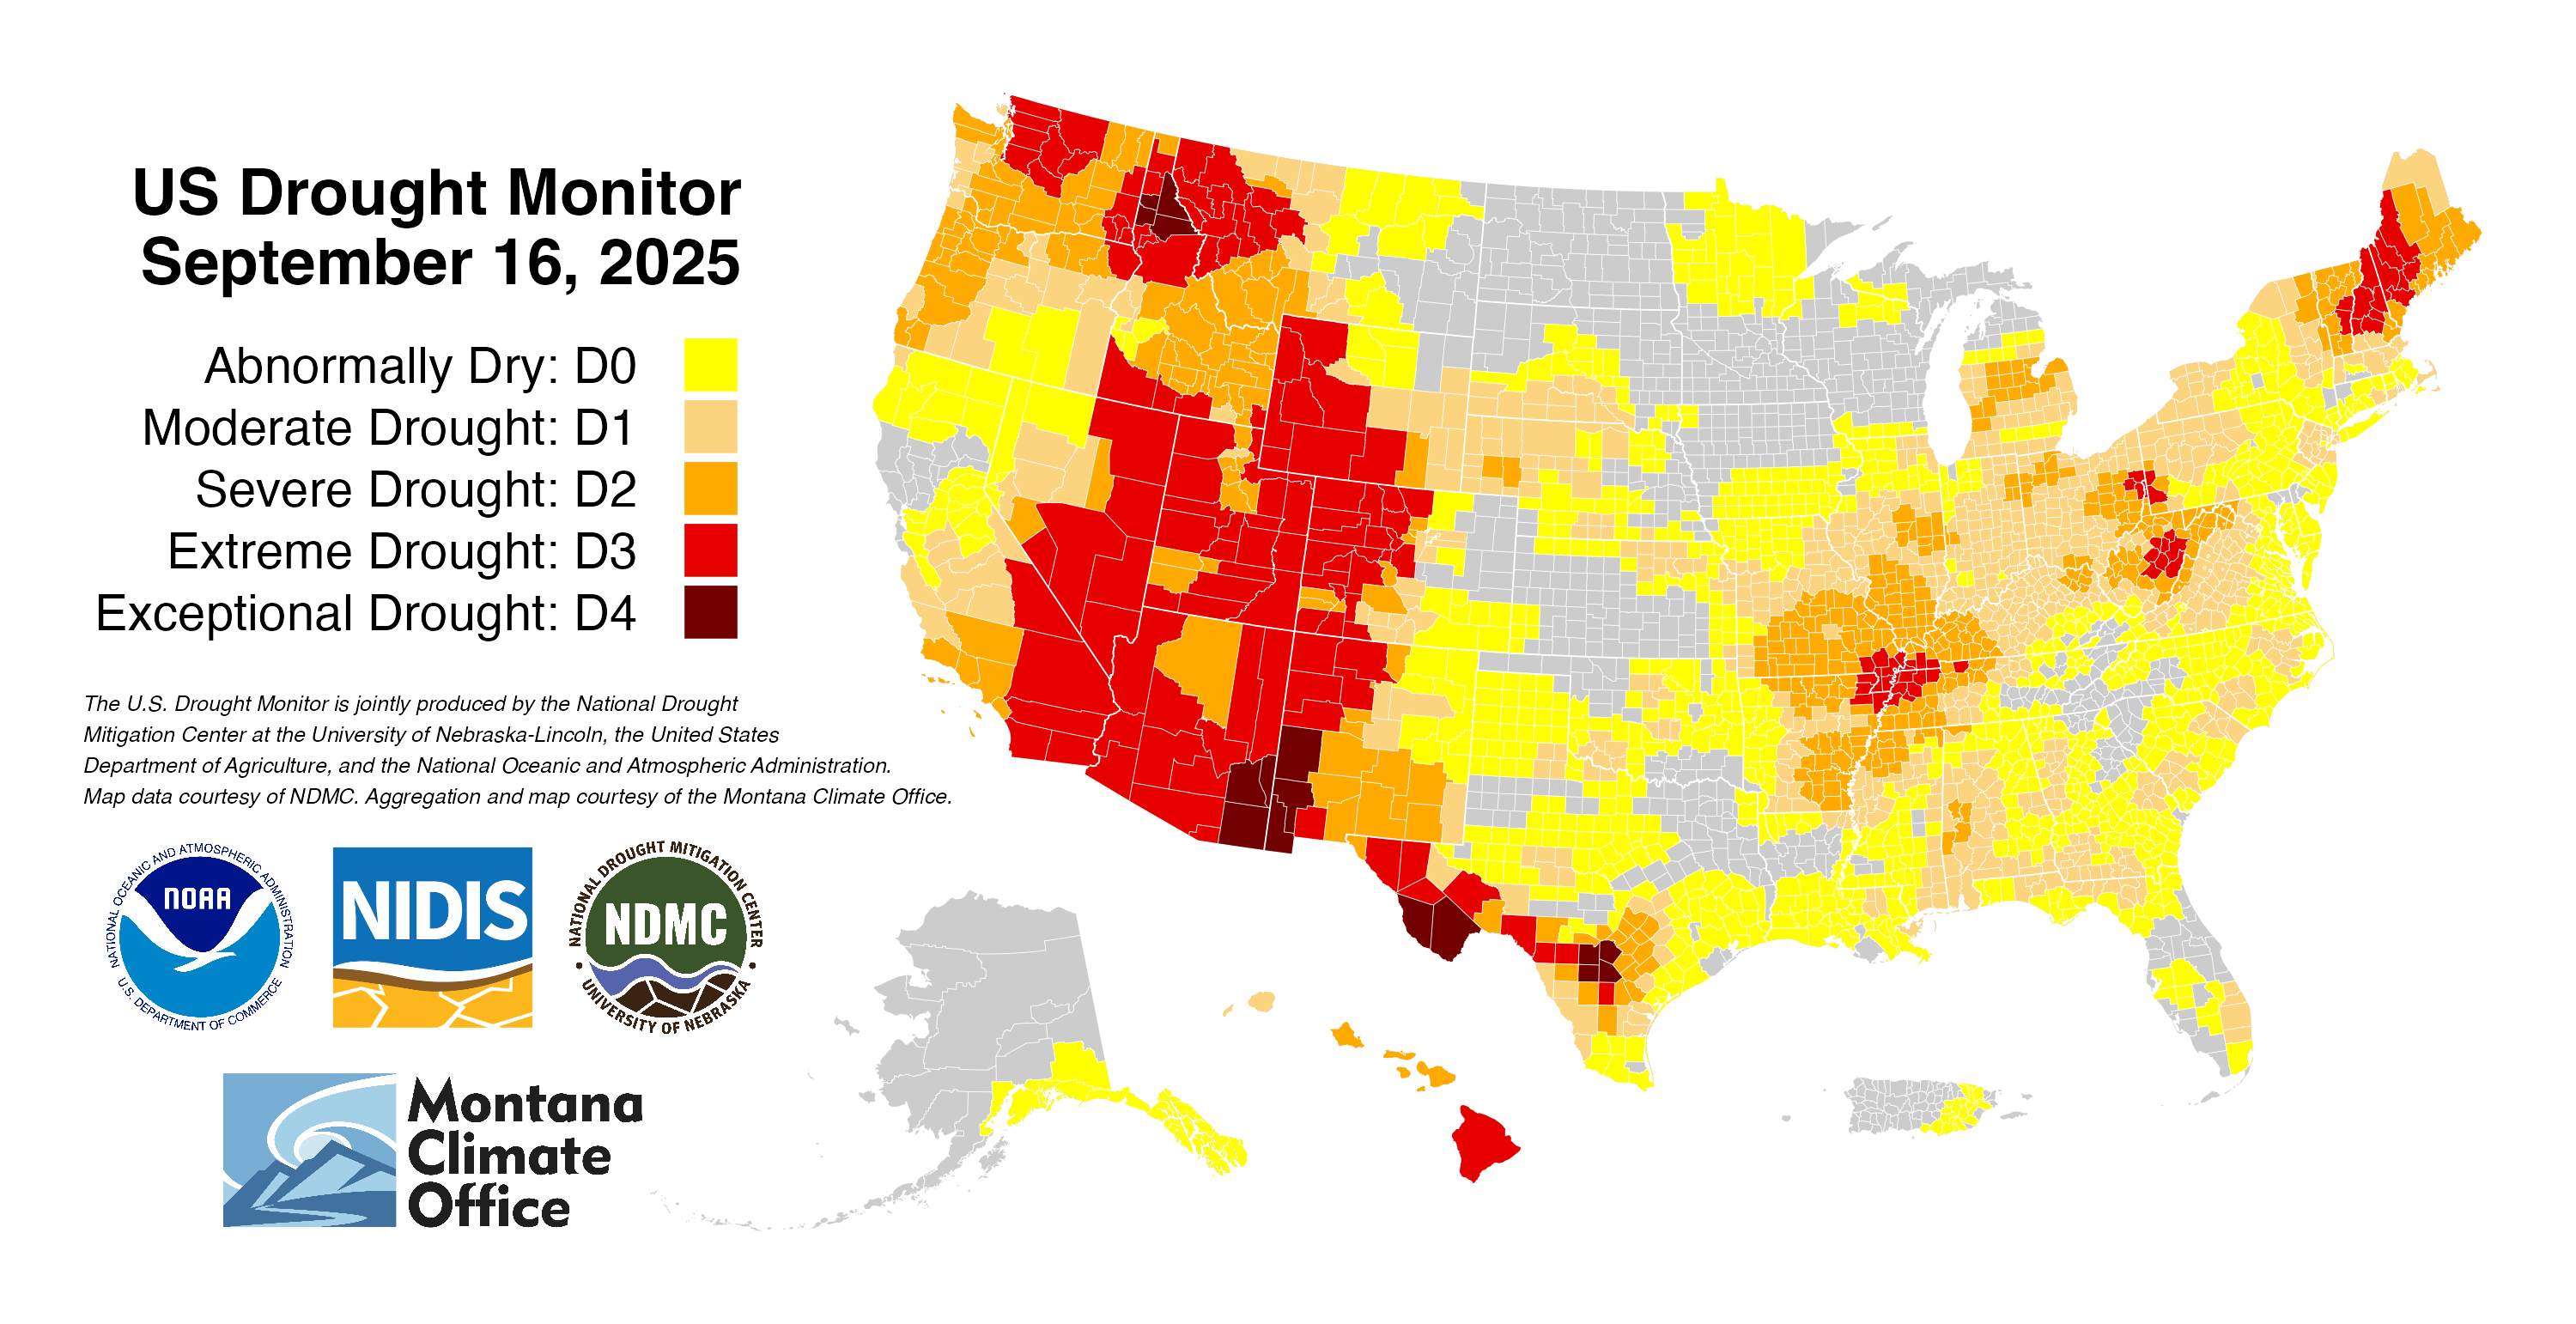 US Drought Monitor
September 16, 2025
Abnormally Dry: D0
Moderate Drought: D1
Severe Drought: D2
Extreme Drought: D3
Exceptional Drought: D4
The U.S. Drought Monitor is jointly produced by the National Drought
Mitigation Center at the University of Nebraska-Lincoln, the United States
Department of Agriculture, and the National Oceanic and Atmospheric Administration.
Map data courtesy of NDMC. Aggregation and map courtesy of the Montana Climate Office.
NATIONAL OCEANIC AND ATMOSPHERIC ADMINISTRATION
NOAA
U.S. DEPARTMENT OF COMMERCE
NIDIS
NATIONAL DROUGHT MITIGATION CENTER
NDMC
UNIVERSITY OF NEBRASKA
Montana
Climate
Office